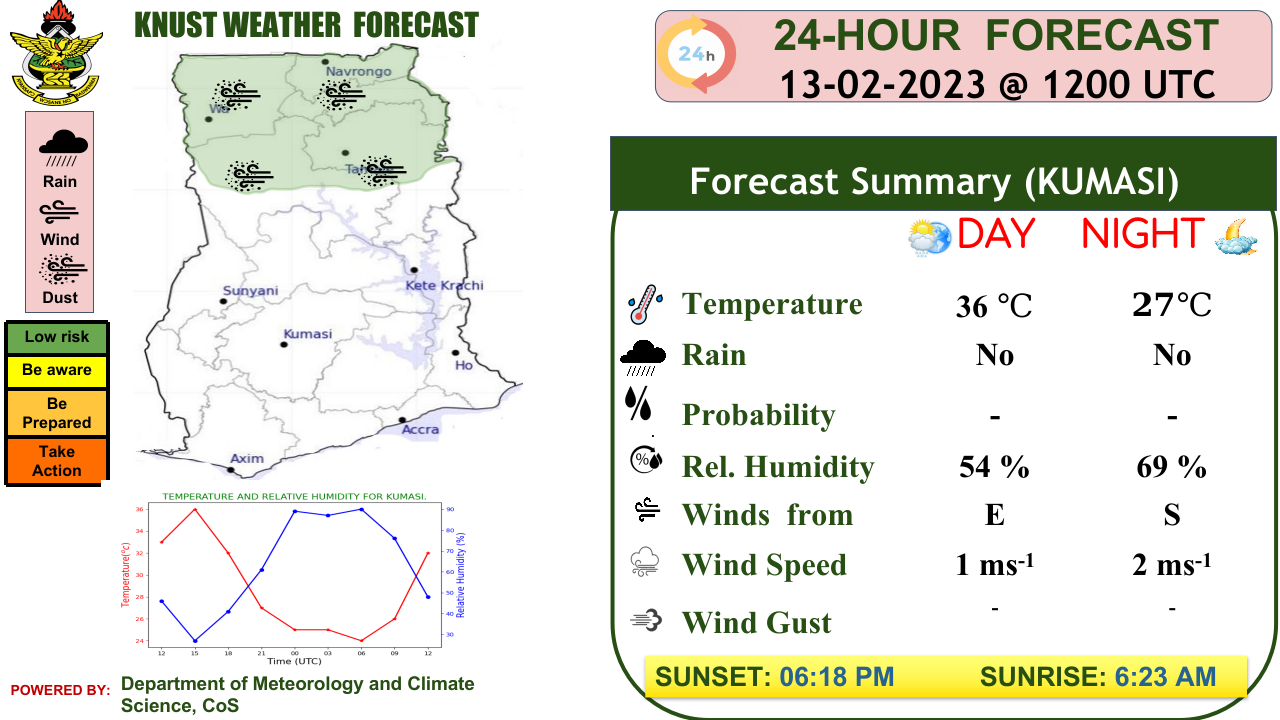 KNUST WEATHER FORECAST
Rain
Wind
Dust
Low risk
Be aware
Be
Prepared
Take
Action
Navrongo
Wa
Kete Krachi
Sunyani
Kumasi
Ho
Accra
Axim
TEMPERATURE AND RELATIVE HUMIDITY FOR KUMASI.
Temperature(°c)
36
34
32
30
28
26
24
90
80
70
60
50
40
30
Relative Humidity (%)
12 15 18 21 00 03 06 09 12
Time (UTC)
POWERED BY: Department of Meteorology and Climate
Science, CoS
24h
24-HOUR FORECAST
13-02-2023 @ 1200 UTC
Forecast Summary (KUMASI)
DAY NIGHT
Temperature 36 °C 27°C
Rain No No
Probability - -
% Rel. Humidity 54 % 69 %
Winds from E S
Wind Speed 1 ms-1 2 ms-1
Wind Gust - -
SUNSET: 06:18 PM SUNRISE: 6:23 AM